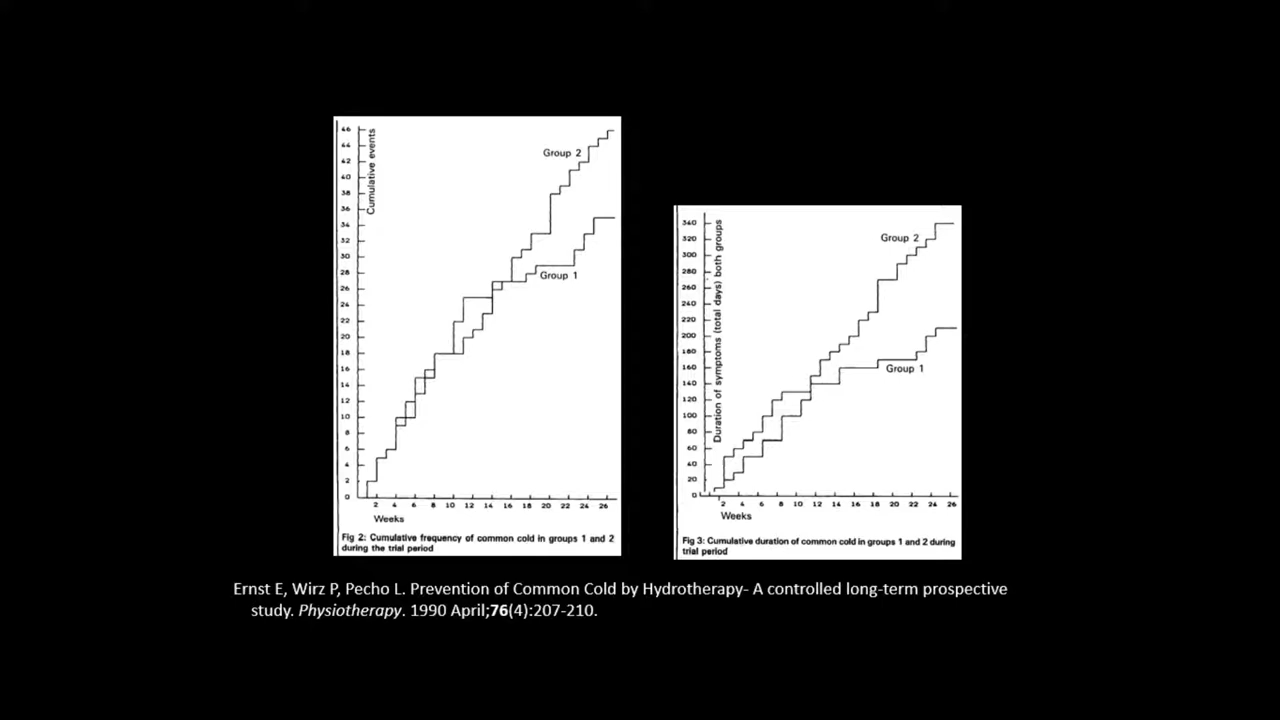 46
44
42
40
38
36
34
32
30
28
26
24
22
20
18
16
14
12
10
8
6
4
2
0
Cumulative events
Group 2
Group 1
2 4 6 8 10 12 14 16 18 20 22 24 26
Weeks
Fig 2: Cumulative frequency of common cold in groups 1 and 2
during the trial period
340
320
300
280
260
240
220
200
180
160
140
120
100
80
60
40
20
0
Duration of symptoms (total days) both groups
Group 2
Group 1
2 4 6 8 10 12 14 16 18 20 22 24 26
Weeks
Fig 3: Cumulative duration of common cold in groups 1 and 2 during
trial period
Ernst E, Wirz P, Pecho L. Prevention of Common Cold by Hydrotherapy- A controlled long-term prospective
study. Physiotherapy. 1990 April;76(4):207-210.